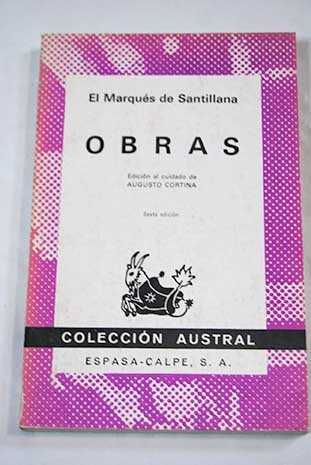 El Marqués de Santillana
OBRAS
Edición al cuidado de
AUGUSTO CORTINA
Sexta edición
COLECCIÓN AUSTRAL
ESPASA-CALPE, S. A.